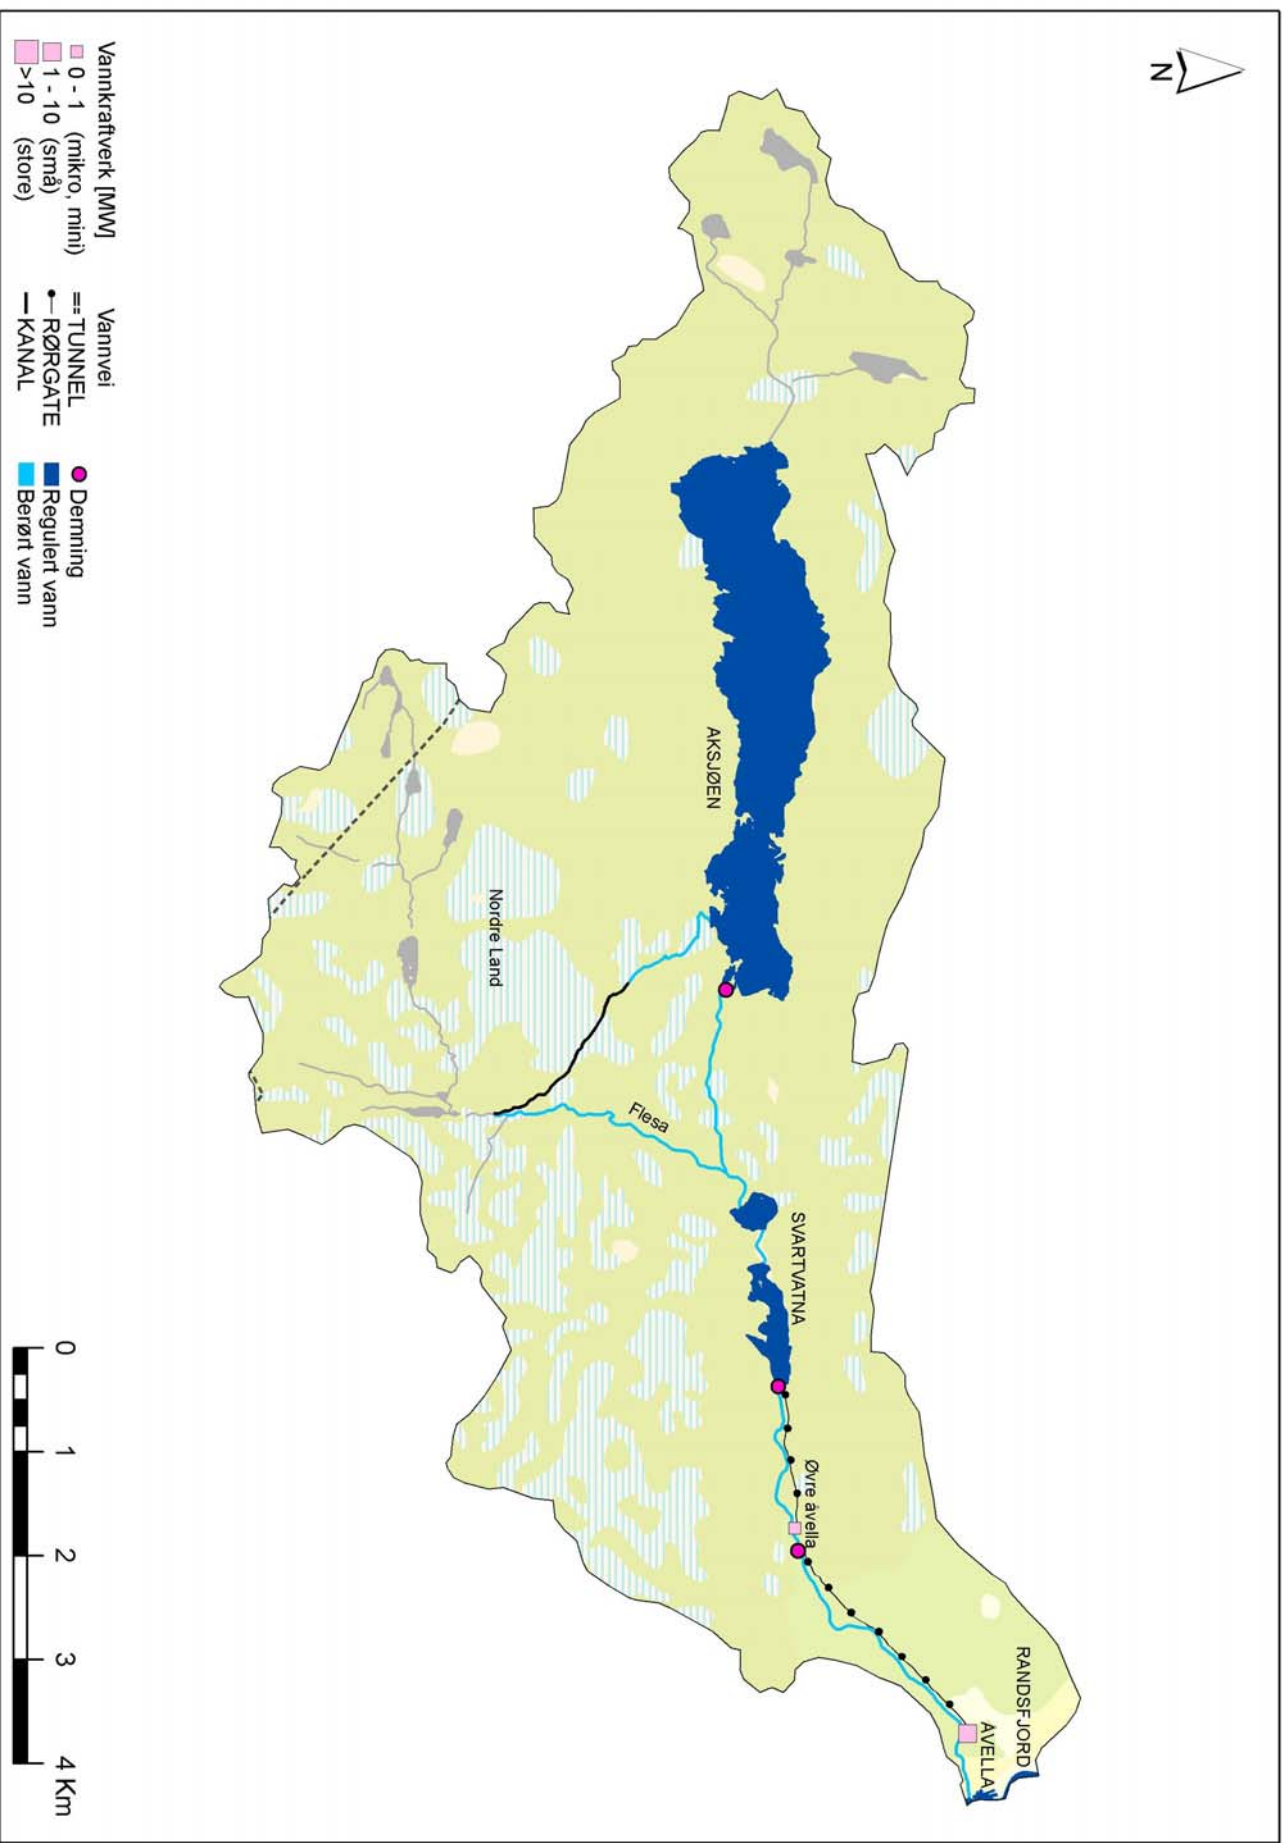 N
RANDSFJORD
ÅVELLA
Øvre åvella
SVARTVATNA
AKSJØEN
Flesa
Nordre Land
Vannkraftverk [MW]
0 - 1 (mikro, mini)
1 - 10 (små)
>10 (store)
Vannvei
TUNNEL
RØRGATE
KANAL
Demning
Regulert vann
Berørt vann
0 1 2 3 4 Km